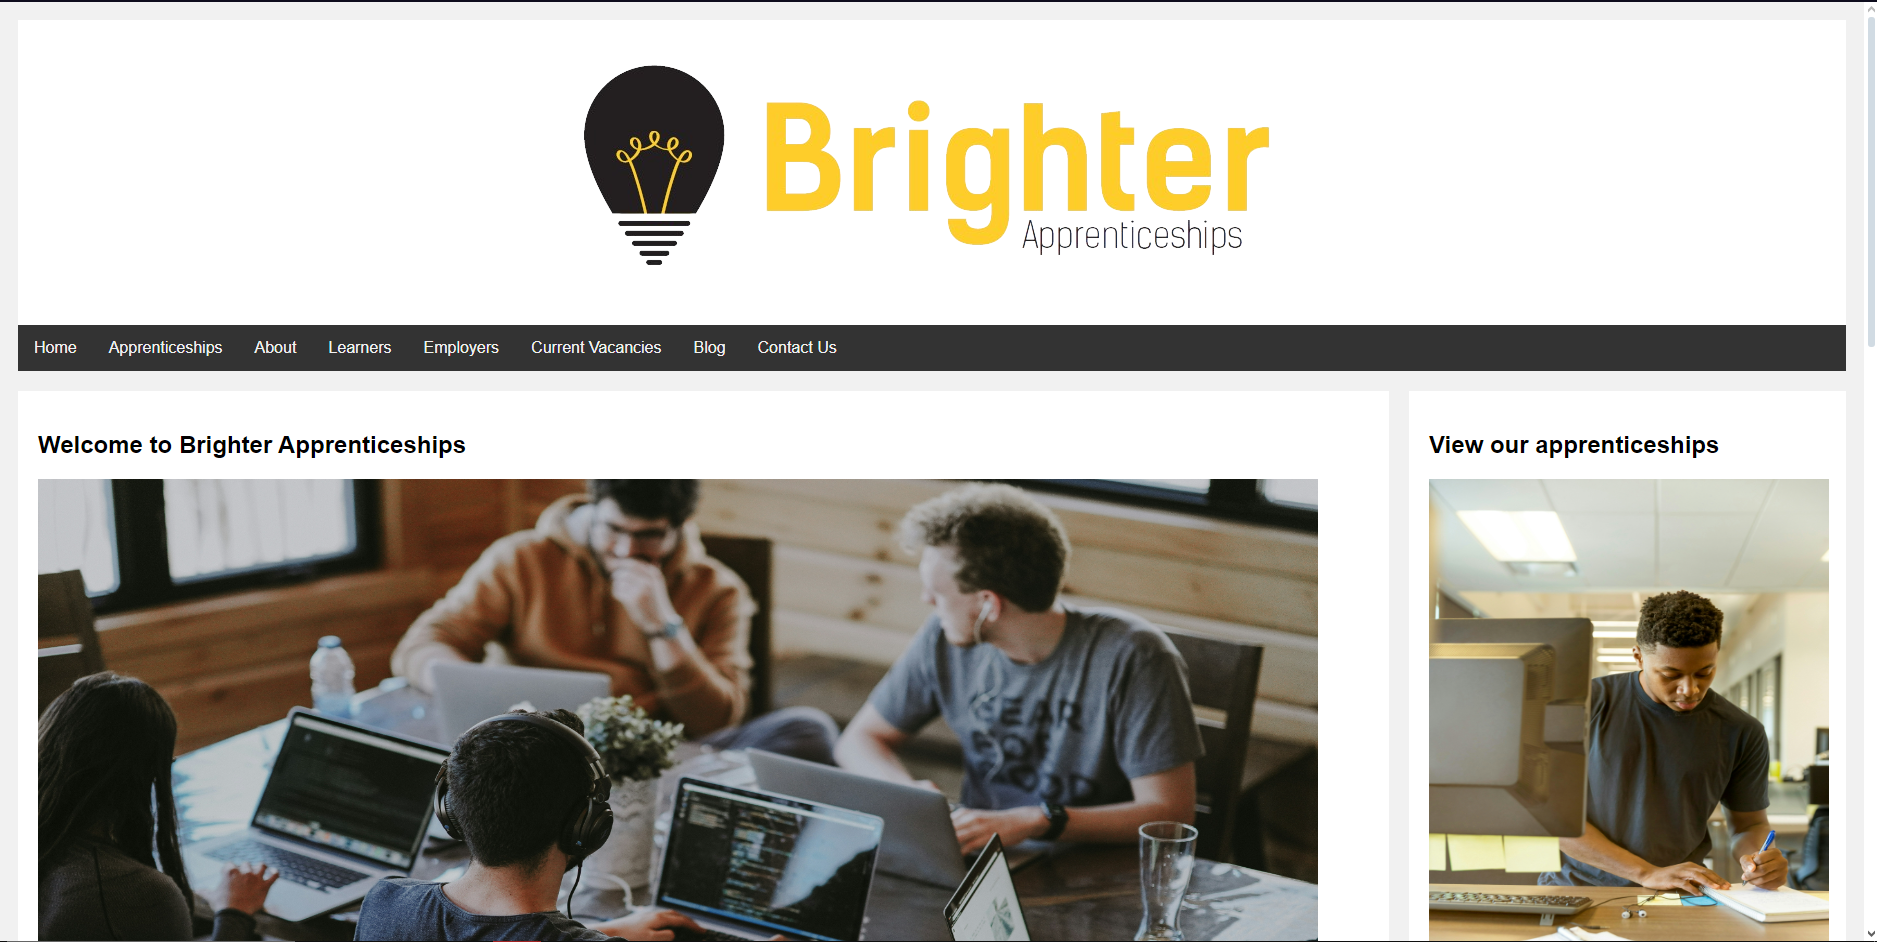 Brighter
Apprenticeships
Home Apprenticeships About Learners Employers Current Vacancies Blog Contact Us
Welcome to Brighter Apprenticeships
View our apprenticeships